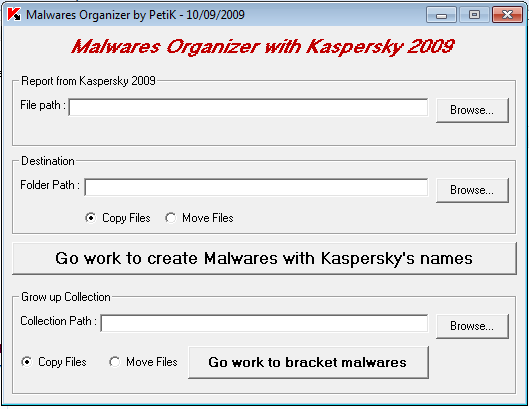 Malwares Organizer by PetiK - 10/09/2009
Malwares Organizer with Kaspersky 2009
Report from Kaspersky 2009
File path :
Browse...
Destination
Folder Path :
Browse...
Copy Files
Move Files
Go work to create Malwares with Kaspersky's names
Grow up Collection
Collection Path :
Browse...
Copy Files
Move Files
Go work to bracket malwares